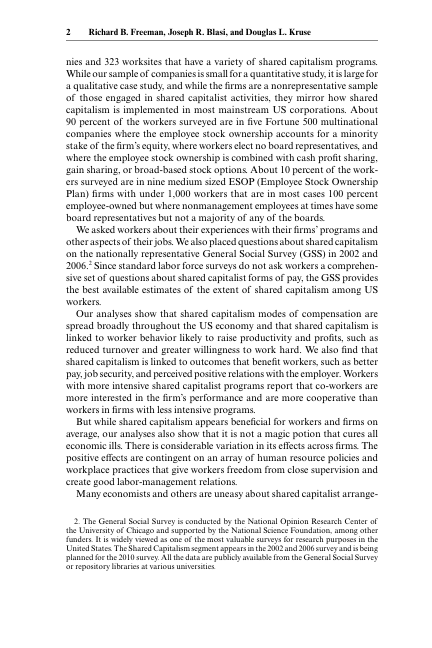 2 Richard B. Freeman, Joseph R. Blasi, and Douglas L. Kruse
nies and 323 worksites that have a variety of shared capitalism programs.
While our sample of companies is small for a quantitative study, it is large for
a qualitative case study, and while the firms are a nonrepresentative sample
of those engaged in shared capitalist activities, they mirror how shared
capitalism is implemented in most mainstream US corporations. About
90 percent of the workers surveyed are in five Fortune 500 multinational
companies where the employee stock ownership accounts for a minority
stake of the firm's equity, where workers elect no board representatives, and
where the employee stock ownership is combined with cash profit sharing,
gain sharing, or broad-based stock options. About 10 percent of the work-
ers surveyed are in nine medium sized ESOP (Employee Stock Ownership
Plan) firms with under 1,000 workers that are in most cases 100 percent
employee-owned but where nonmanagement employees at times have some
board representatives but not a majority of any of the boards.
We asked workers about their experiences with their firms' programs and
other aspects of their jobs. We also placed questions about shared capitalism
on the nationally representative General Social Survey (GSS) in 2002 and
2006.2 Since standard labor force surveys do not ask workers a comprehen-
sive set of questions about shared capitalist forms of pay, the GSS provides
the best available estimates of the extent of shared capitalism among US
workers.
Our analyses show that shared capitalism modes of compensation are
spread broadly throughout the US economy and that shared capitalism is
linked to worker behavior likely to raise productivity and profits, such as
reduced turnover and greater willingness to work hard. We also find that
shared capitalism is linked to outcomes that benefit workers, such as better
pay, job security, and perceived positive relations with the employer. Workers
with more intensive shared capitalist programs report that co-workers are
more interested in the firm's performance and are more cooperative than
workers in firms with less intensive programs.
But while shared capitalism appears beneficial for workers and firms on
average, our analyses also show that it is not a magic potion that cures all
economic ills. There is considerable variation in its effects across firms. The
positive effects are contingent on an array of human resource policies and
workplace practices that give workers freedom from close supervision and
create good labor-management relations.
Many economists and others are uneasy about shared capitalist arrange-
2. The General Social Survey is conducted by the National Opinion Research Center of
the University of Chicago and supported by the National Science Foundation, among other
funders. It is widely viewed as one of the most valuable surveys for research purposes in the
United States. The Shared Capitalism segment appears in the 2002 and 2006 survey and is being
planned for the 2010 survey. All the data are publicly available from the General Social Survey
or repository libraries at various universities.